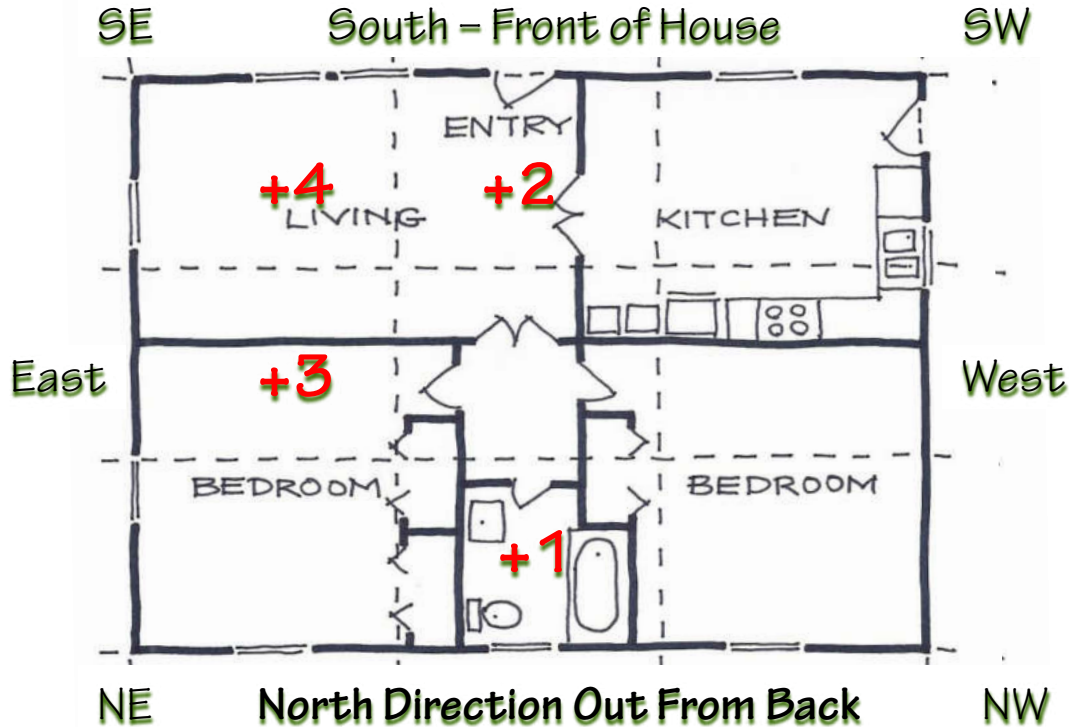 SE South – Front of House SW
ENTRY
+4 +2
LIVING KITCHEN
East +3 West
BEDROOM BEDROOM
+1
NE North Direction Out From Back NW